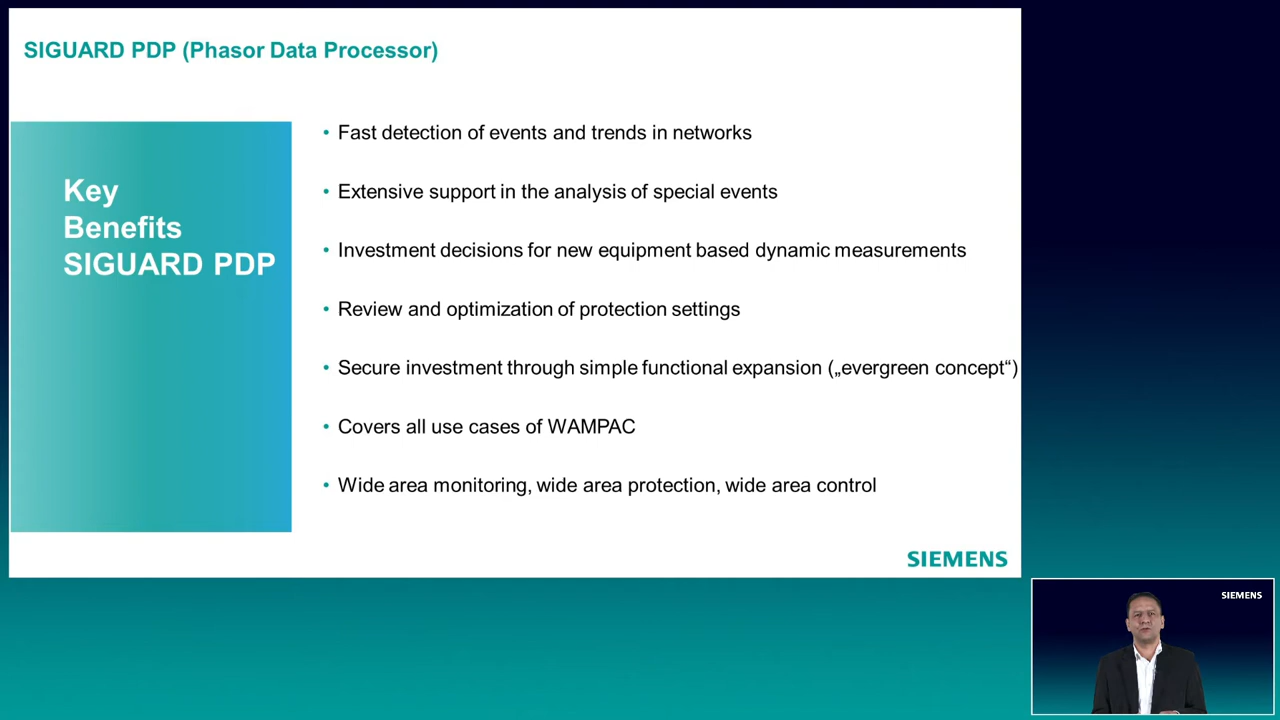 SIGUARD PDP (Phasor Data Processor)
Key
Benefits
SIGUARD PDP
• Fast detection of events and trends in networks
• Extensive support in the analysis of special events
• Investment decisions for new equipment based dynamic measurements
• Review and optimization of protection settings
• Secure investment through simple functional expansion („evergreen concept“)
• Covers all use cases of WAMPAC
• Wide area monitoring, wide area protection, wide area control
SIEMENS
SIEMENS